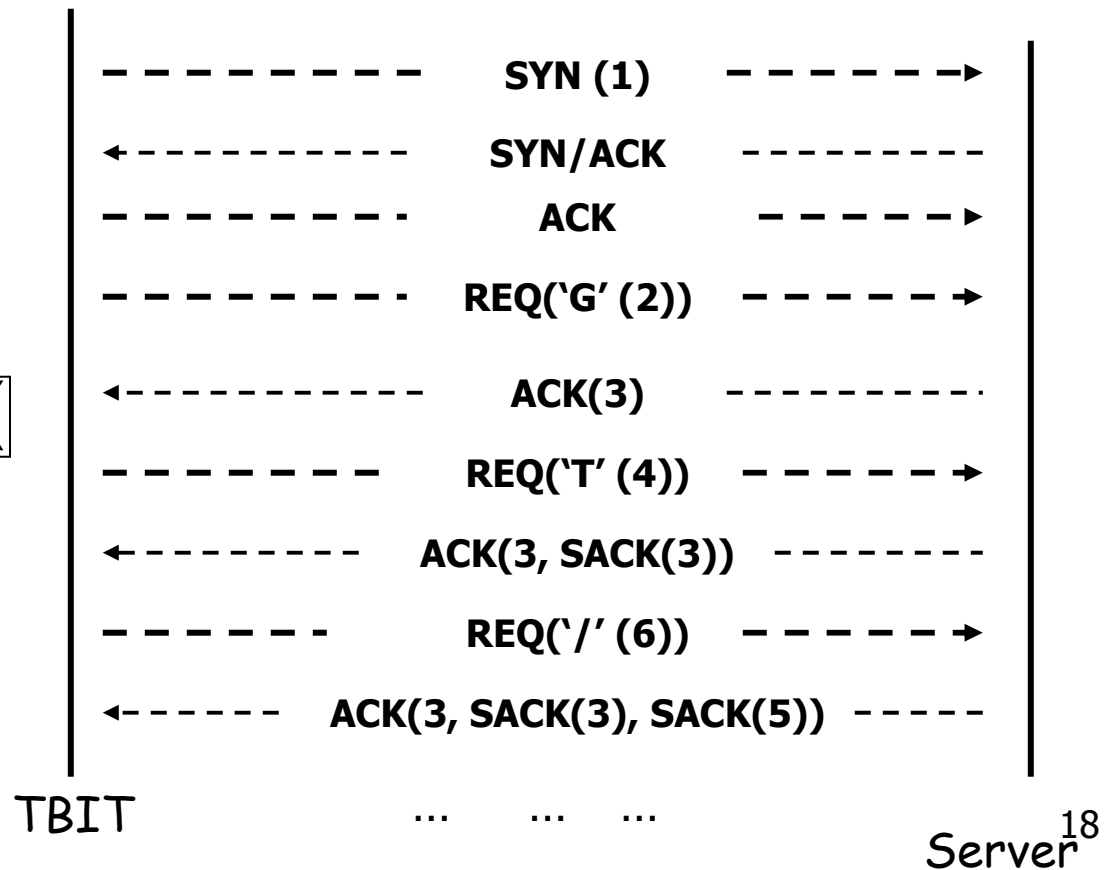 SYN (1)
SYN/ACK
ACK
REQ(‘G’ (2))
ACK(3)
REQ(‘T’ (4))
ACK(3, SACK(3))
REQ(‘/’ (6))
ACK(3, SACK(3), SACK(5))
TBIT
... ... ...
Server
18